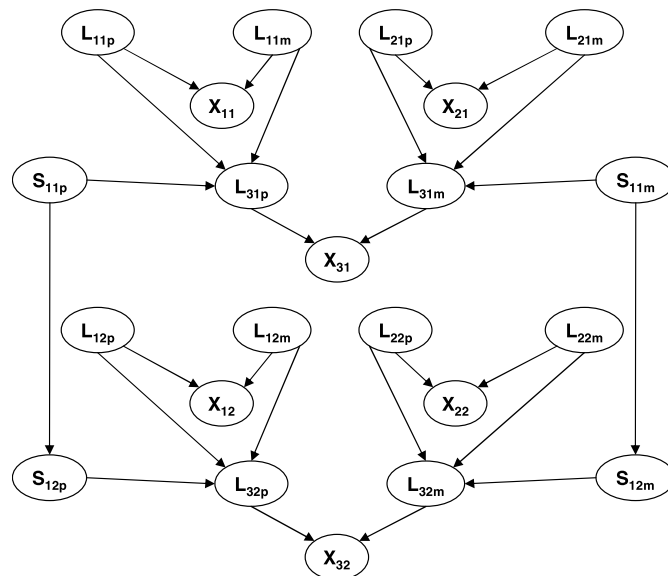 L₁₁ₚ L₁₁ₘ L₂₁ₚ L₂₁ₘ
X₁₁ X₂₁
S₁₁ₚ L₃₁ₚ L₃₁ₘ S₁₁ₘ
X₃₁
L₁₂ₚ L₁₂ₘ L₂₂ₚ L₂₂ₘ
X₁₂ X₂₂
S₁₂ₚ L₃₂ₚ L₃₂ₘ S₁₂ₘ
X₃₂